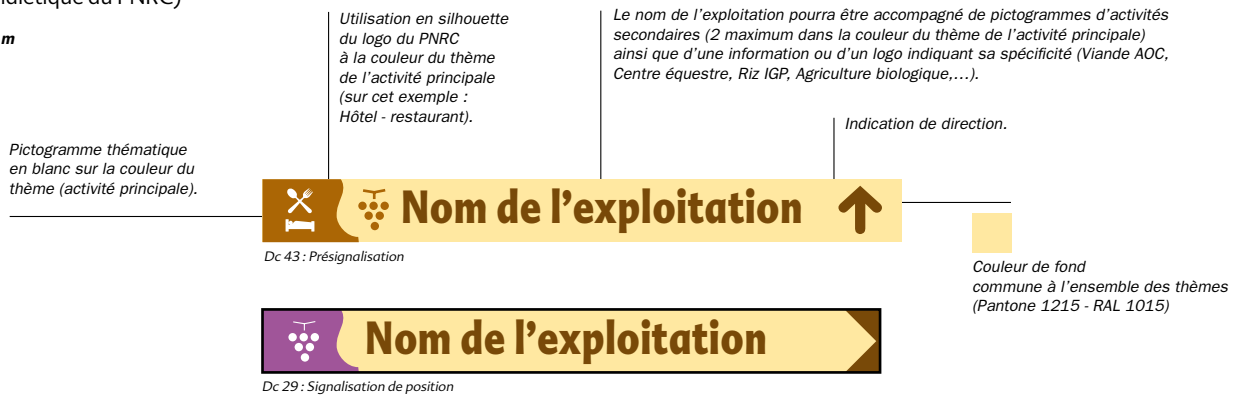 du PNRC)
m
Utilisation en silhouette
du logo du PNRC
à la couleur du thème
de l'activité principale
(sur cet exemple :
Hôtel - restaurant).
Le nom de l'exploitation pourra être accompagné de pictogrammes d'activités
secondaires (2 maximum dans la couleur du thème de l'activité principale)
ainsi que d'une information ou d'un logo indiquant sa spécificité (Viande AOC,
Centre équestre, Riz IGP, Agriculture biologique,...).
Indication de direction.
Pictogramme thématique
en blanc sur la couleur du
thème (activité principale).
Nom de l'exploitation
Dc 43 : Présignalisation
Couleur de fond
commune à l'ensemble des thèmes
(Pantone 1215 - RAL 1015)
Nom de l'exploitation
Dc 29 : Signalisation de position